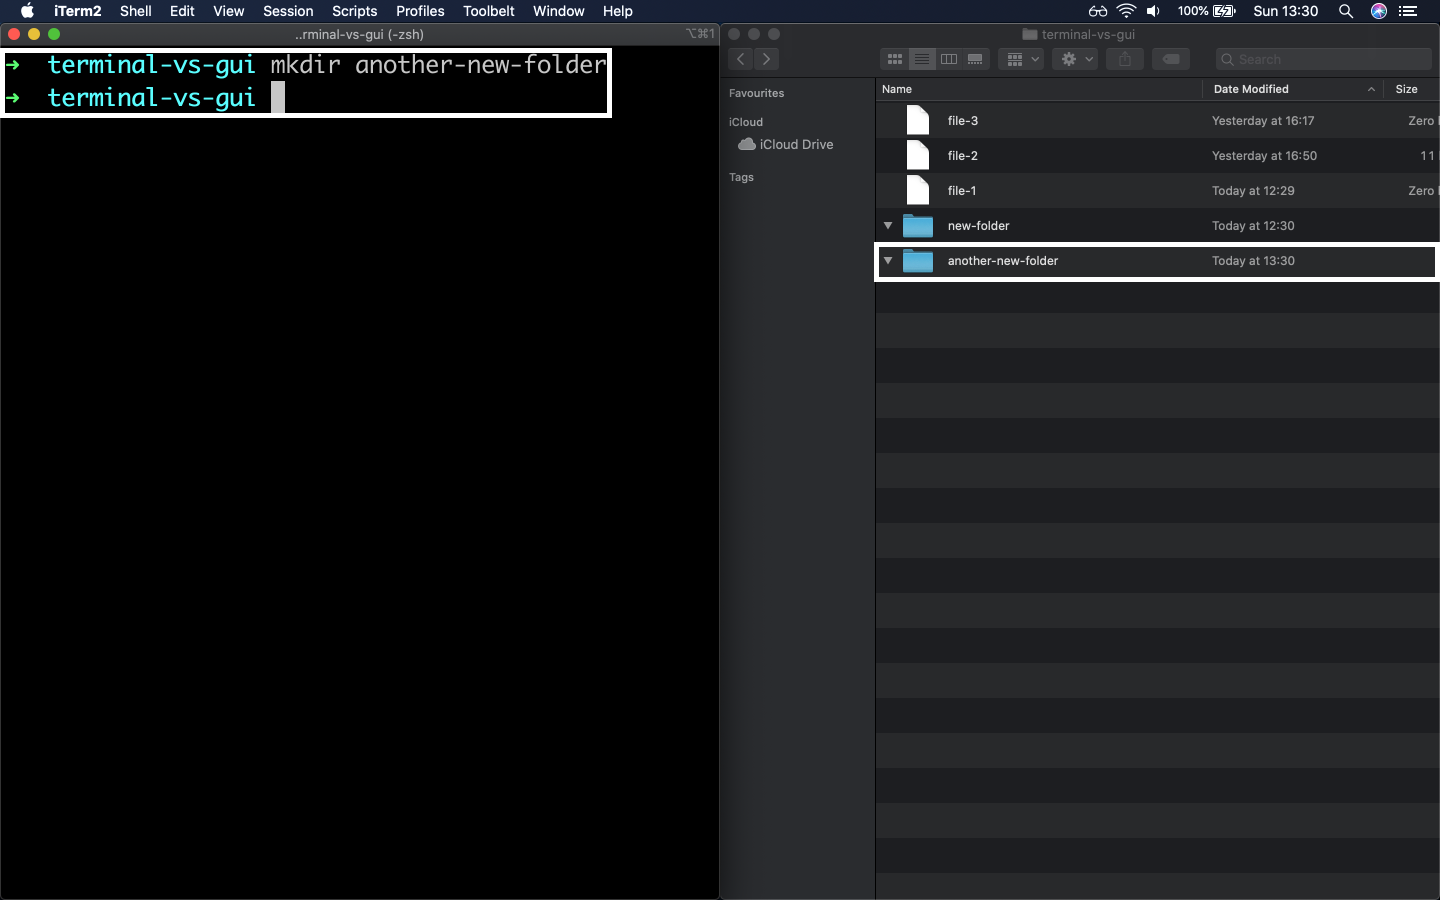 iTerm2 Shell Edit View Session Scripts Profiles Toolbelt Window Help 100% Sun 13:30
..rminal-vs-gui (-zsh) ⌥⌘1
➜ terminal-vs-gui mkdir another-new-folder
➜ terminal-vs-gui
terminal-vs-gui
Search
Favourites
iCloud
iCloud Drive
Tags
Name Date Modified Size
file-3 Yesterday at 16:17 Zero
file-2 Yesterday at 16:50 11
file-1 Today at 12:29 Zero
new-folder Today at 12:30
another-new-folder Today at 13:30